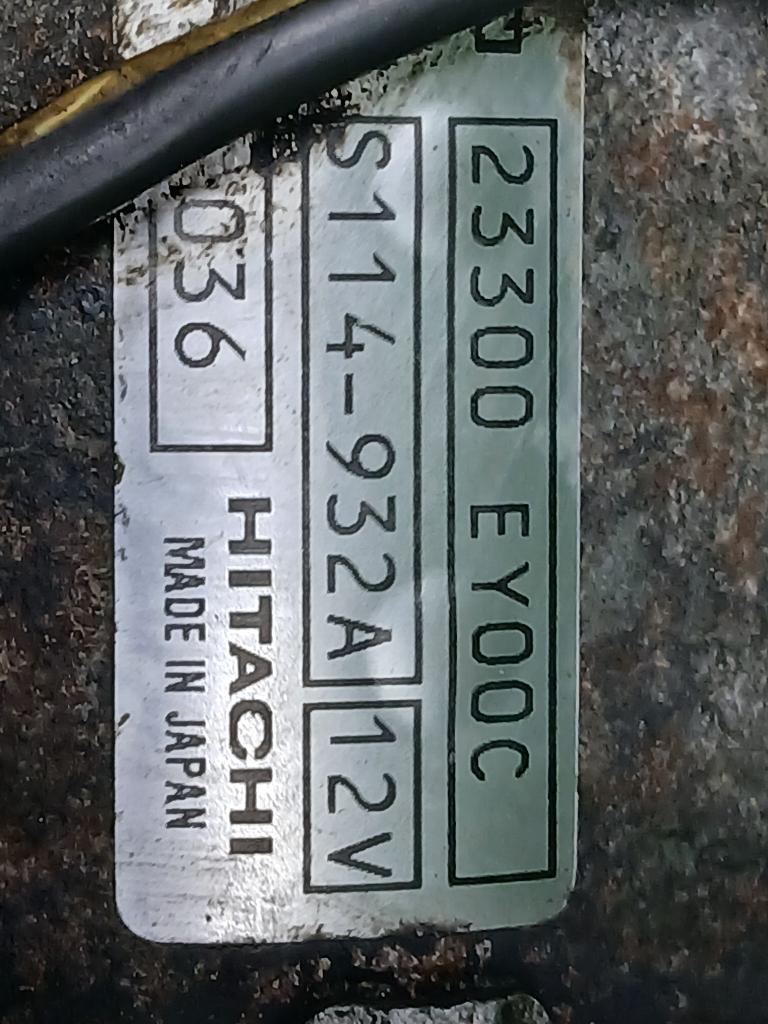 23300 EY00C
S114-932A 12V
036 HITACHI
MADE IN JAPAN